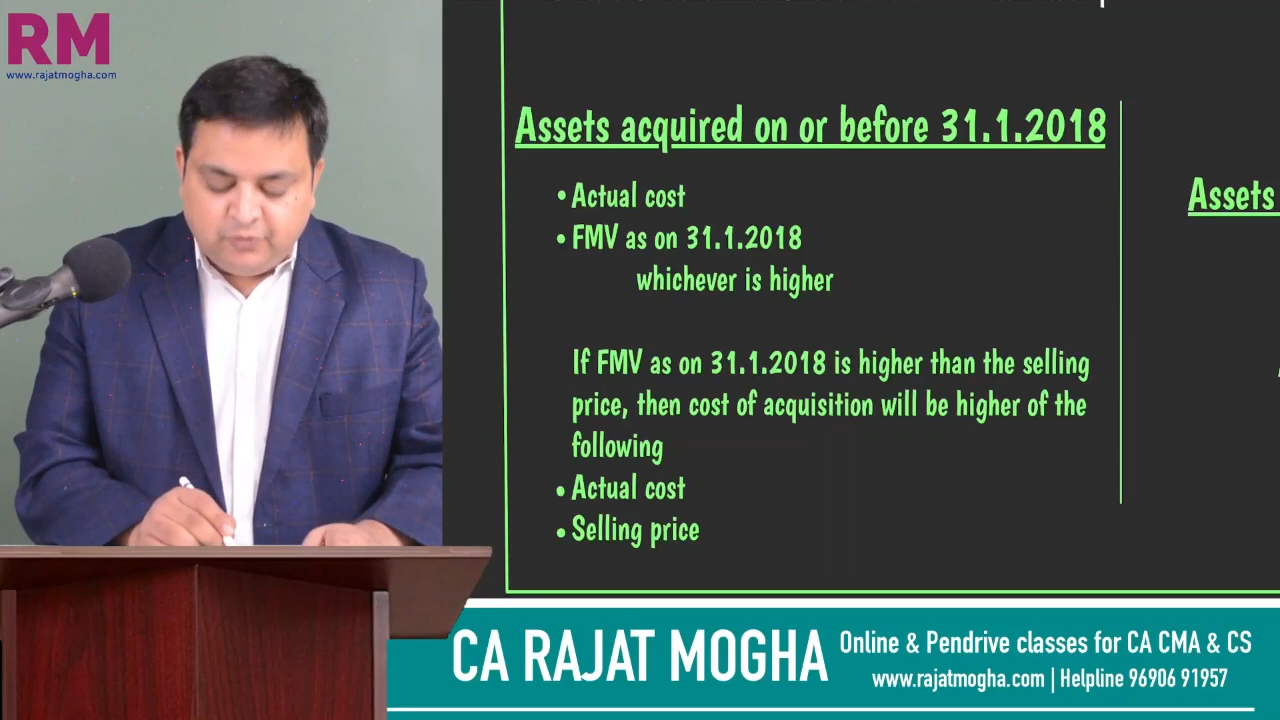 RM
www.rajatmogha.com
Assets acquired on or before 31.1.2018
• Actual cost
• FMV as on 31.1.2018
whichever is higher
If FMV as on 31.1.2018 is higher than the selling
price, then cost of acquisition will be higher of the
following
• Actual cost
• Selling price
Assets
CA RAJAT MOGHA
Online & Pendrive classes for CA CMA & CS
www.rajatmogha.com | Helpline 96906 91957